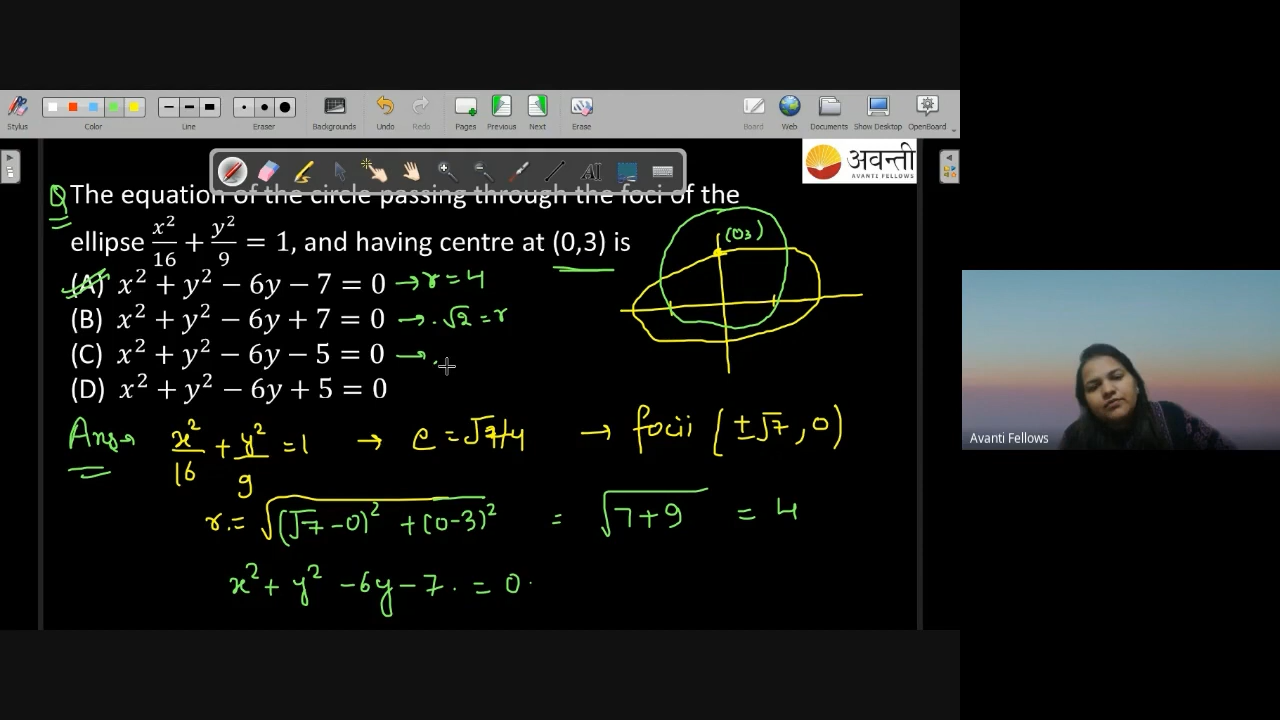 Stylus Color Line Eraser Backgrounds Undo Redo Pages Previous Next Erase Board Web Documents Show Desktop OpenBoard
अवन्ती
AVANTI FELLOWS
Q The equation of the circle passing through the foci of the
ellipse x²/16 + y²/9 = 1, and having centre at (0,3) is
(A) x² + y² − 6y − 7 = 0 → r = 4
(B) x² + y² − 6y + 7 = 0 → √2 = r
(C) x² + y² − 6y − 5 = 0 →
(D) x² + y² − 6y + 5 = 0
(03)
Ans→ x²/16 + y²/9 = 1 → e = √7/4 → focii (±√7, 0)
r = √((√7 − 0)² + (0−3)²) = √(7+9) = 4
x² + y² − 6y − 7 = 0
Avanti Fellows